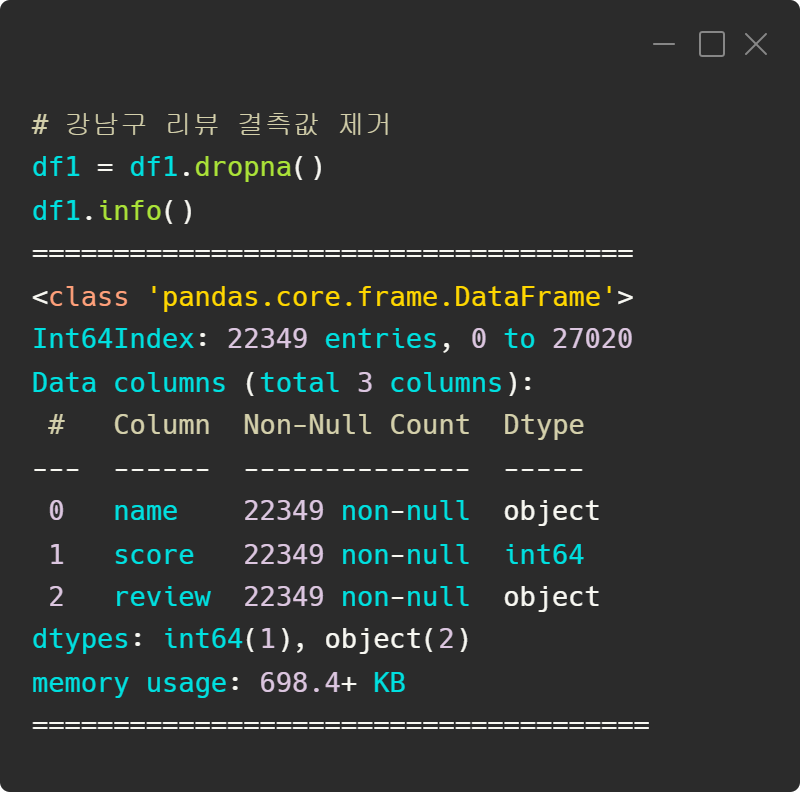 # 강남구 리뷰 결측값 제거
df1 = df1.dropna()
df1.info()
=====================================
<class 'pandas.core.frame.DataFrame'>
Int64Index: 22349 entries, 0 to 27020
Data columns (total 3 columns):
 #   Column  Non-Null Count  Dtype
---  ------  --------------  -----
 0   name    22349 non-null  object
 1   score   22349 non-null  int64
 2   review  22349 non-null  object
dtypes: int64(1), object(2)
memory usage: 698.4+ KB
======================================